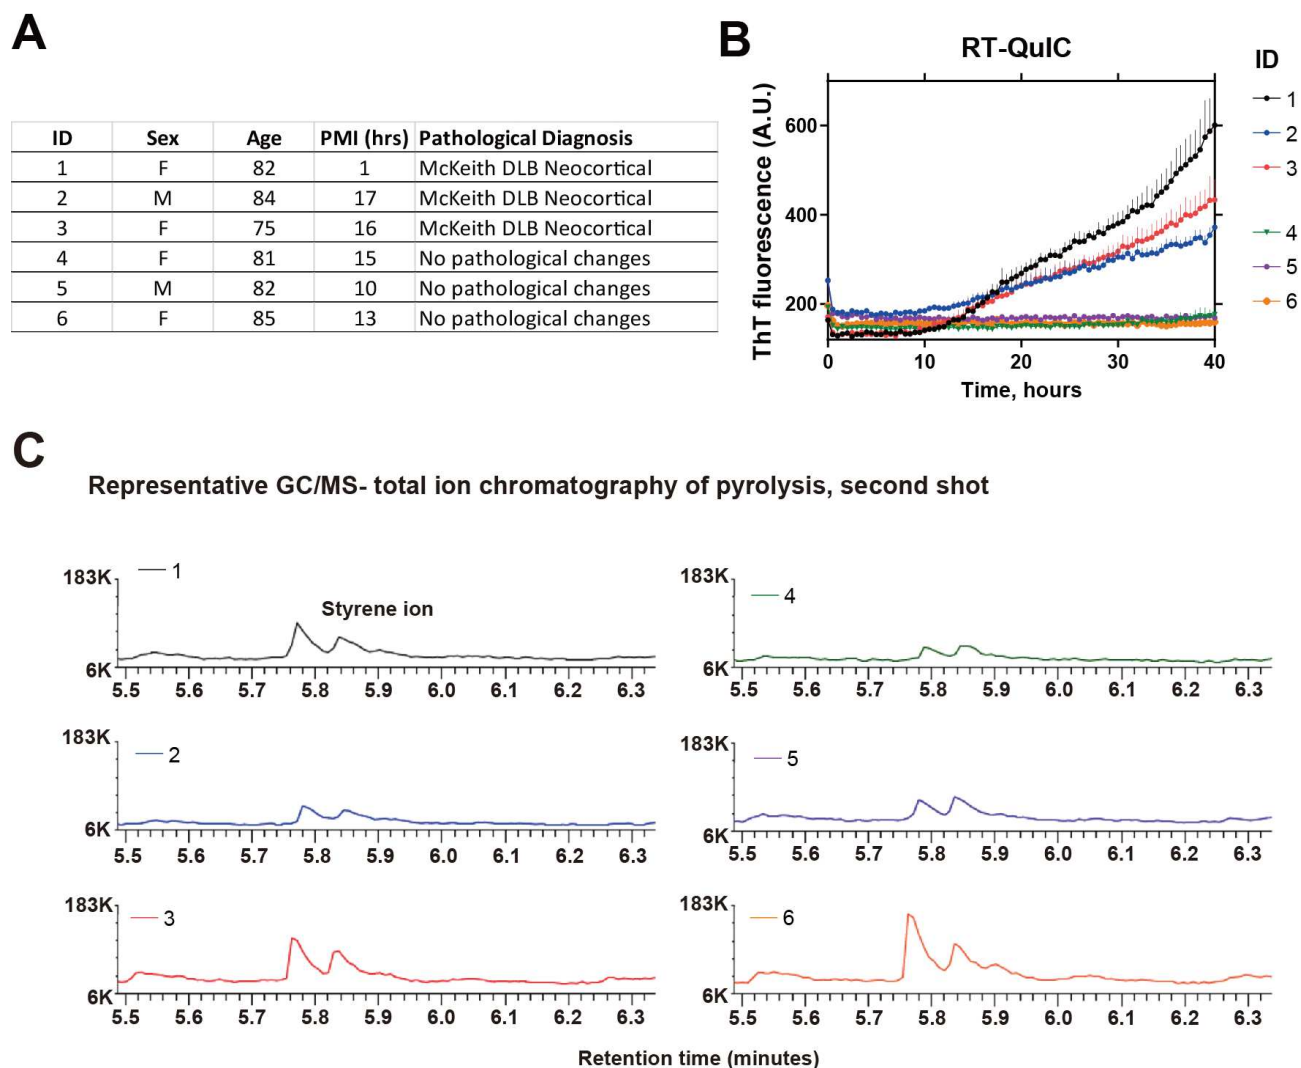 A
ID Sex Age PMI (hrs) Pathological Diagnosis
1 F 82 1 McKeith DLB Neocortical
2 M 84 17 McKeith DLB Neocortical
3 F 75 16 McKeith DLB Neocortical
4 F 81 15 No pathological changes
5 M 82 10 No pathological changes
6 F 85 13 No pathological changes
B
RT-QuIC
ThT fluorescence (A.U.)
600
400
200
0 10 20 30 40
Time, hours
ID
1
2
3
4
5
6
C
Representative GC/MS- total ion chromatography of pyrolysis, second shot
183K
1
Styrene ion
6K
5.5 5.6 5.7 5.8 5.9 6.0 6.1 6.2 6.3
183K
4
6K
5.5 5.6 5.7 5.8 5.9 6.0 6.1 6.2 6.3
183K
2
6K
5.5 5.6 5.7 5.8 5.9 6.0 6.1 6.2 6.3
183K
5
6K
5.5 5.6 5.7 5.8 5.9 6.0 6.1 6.2 6.3
183K
3
6K
5.5 5.6 5.7 5.8 5.9 6.0 6.1 6.2 6.3
183K
6
6K
5.5 5.6 5.7 5.8 5.9 6.0 6.1 6.2 6.3
Retention time (minutes)